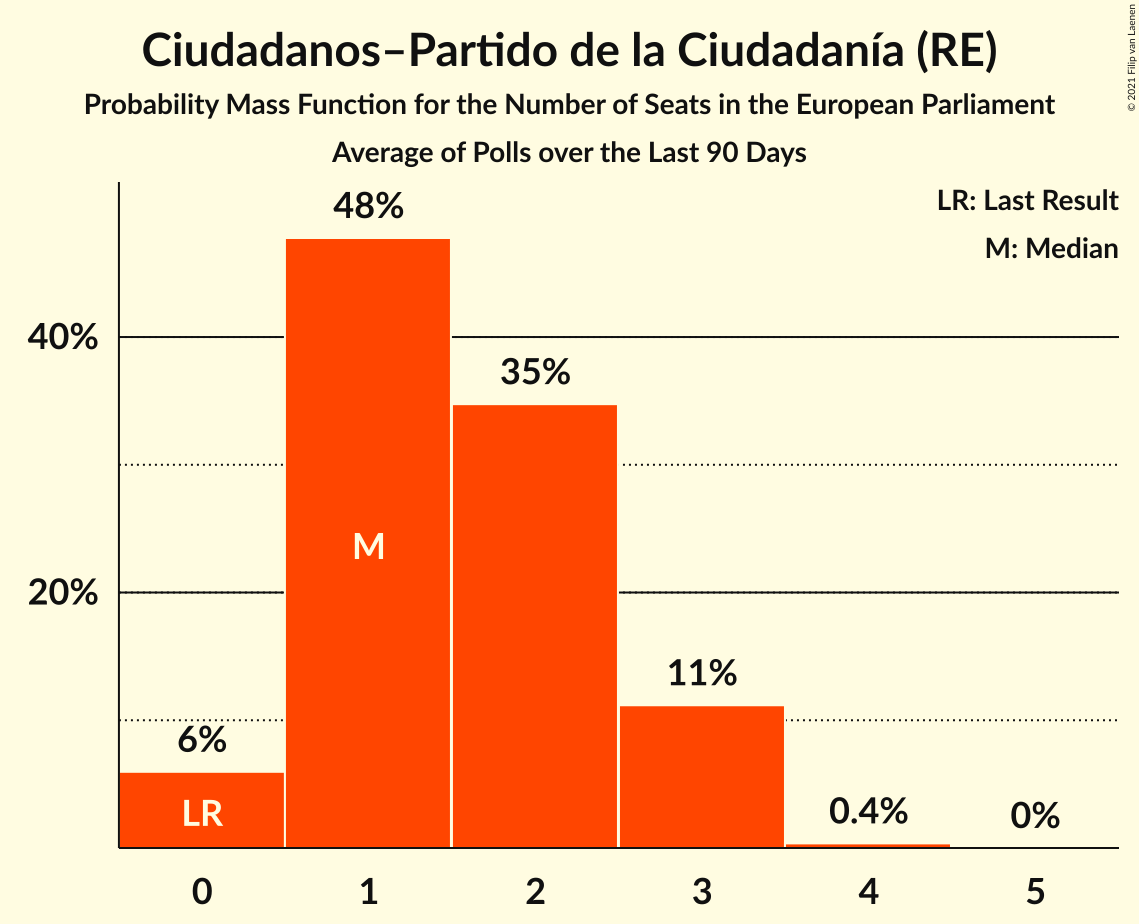 Ciudadanos–Partido de la Ciudadanía (RE)
Probability Mass Function for the Number of Seats in the European Parliament
Average of Polls over the Last 90 Days
© 2021 Filip van Laenen
LR: Last Result
M: Median
48%
40%
35%
M
20%
11%
6%
LR
0.4%
0%
0 1 2 3 4 5